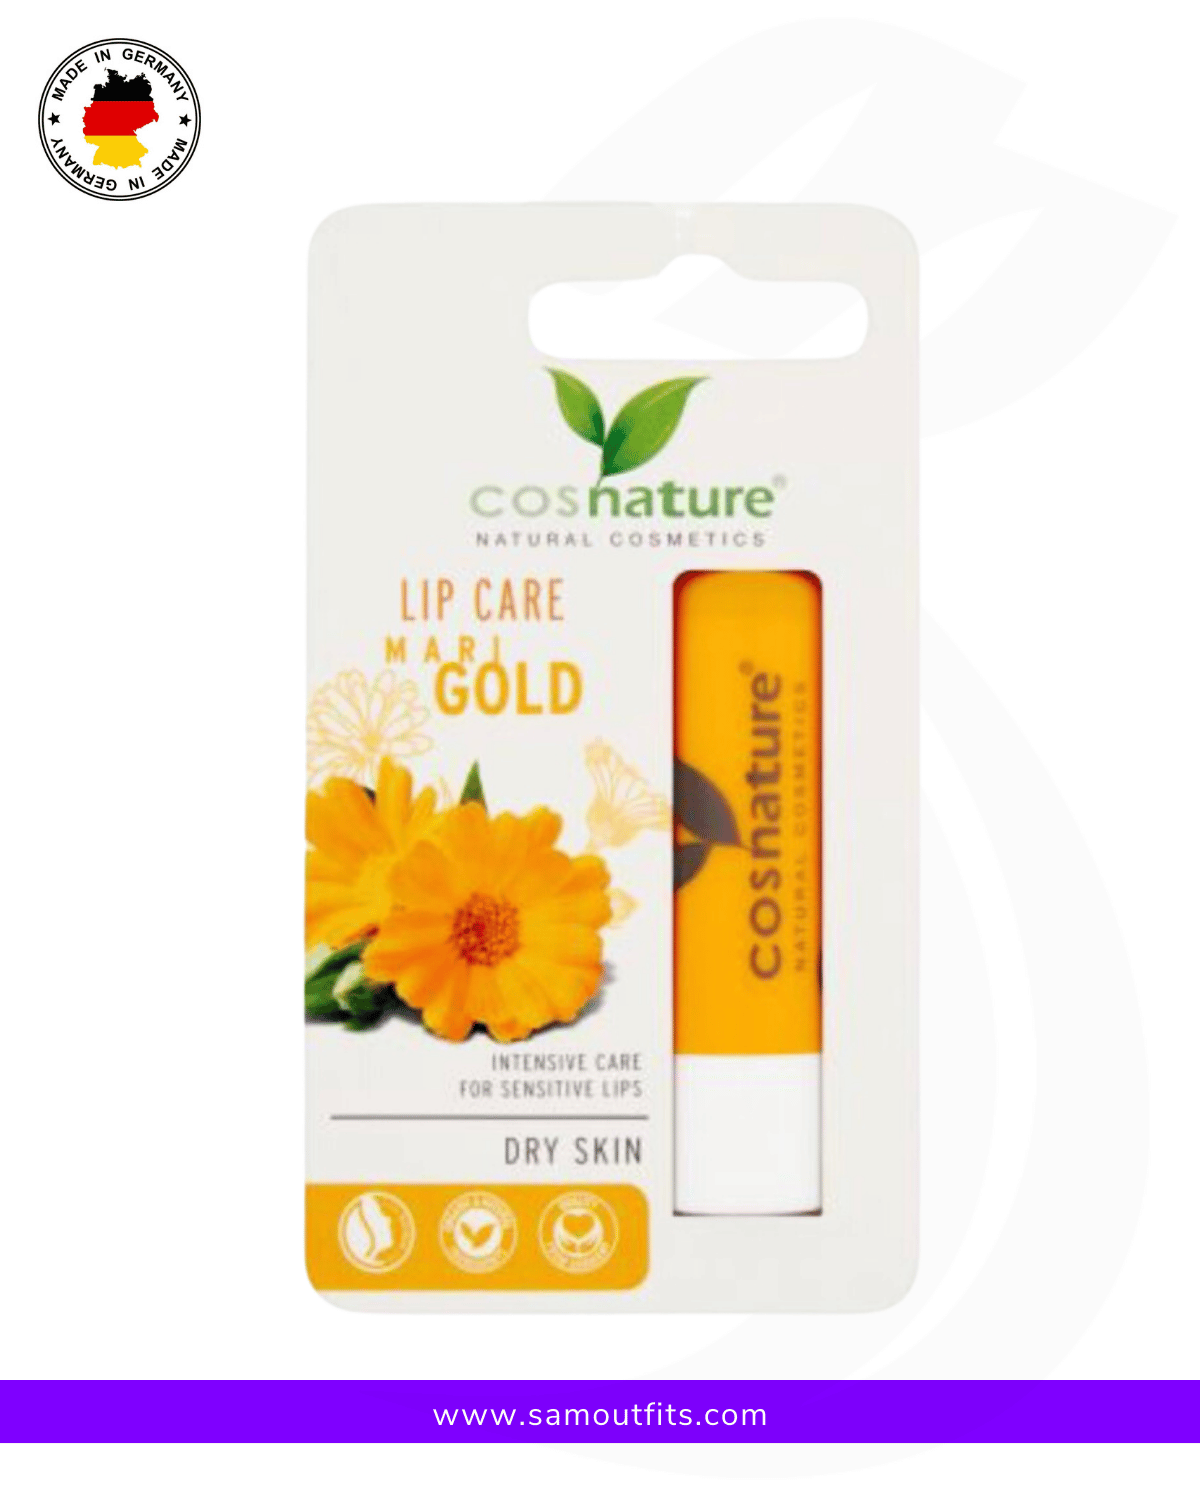 MADE IN GERMANY
MADE IN GERMANY
cosnature®
NATURAL COSMETICS
LIP CARE
MARI
GOLD
cosnature®
NATURAL COSMETICS
INTENSIVE CARE
FOR SENSITIVE LIPS
DRY SKIN
www.samoutfits.com